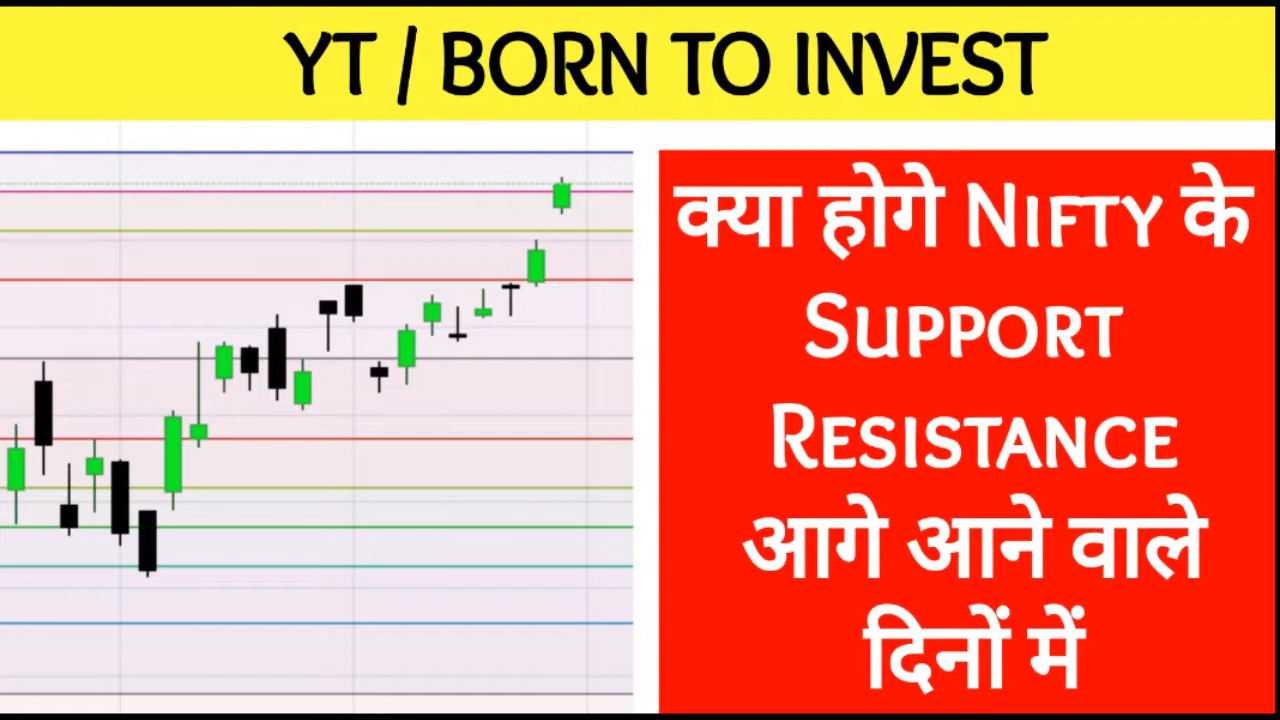 YT / BORN TO INVEST
क्या होगे NIFTY के
SUPPORT
RESISTANCE
आगे आने वाले
दिनों में